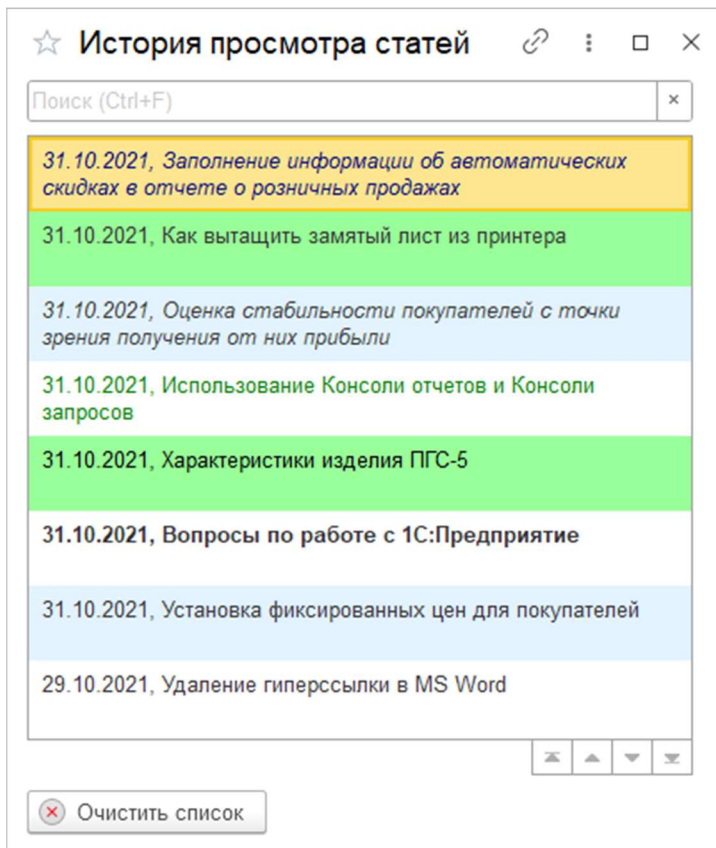 История просмотра статей
Поиск (Ctrl+F)
31.10.2021, Заполнение информации об автоматических
скидках в отчете о розничных продажах
31.10.2021, Как вытащить замятый лист из принтера
31.10.2021, Оценка стабильности покупателей с точки
зрения получения от них прибыли
31.10.2021, Использование Консоли отчетов и Консоли
запросов
31.10.2021, Характеристики изделия ПГС-5
31.10.2021, Вопросы по работе с 1С:Предприятие
31.10.2021, Установка фиксированных цен для покупателей
29.10.2021, Удаление гиперссылки в MS Word
Очистить список